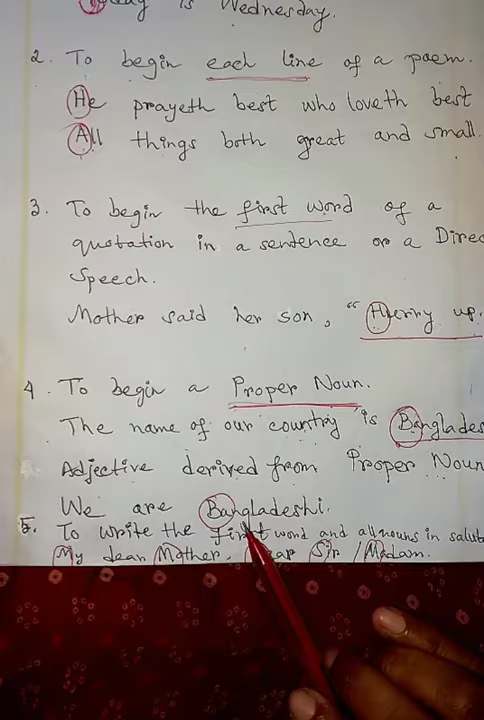 is Wednesday.
2. To begin each line of a poem.
He prayeth best who loveth best
All things both great and small.
3. To begin the first word of a
quotation in a sentence or a Direc
Speech.
Mother said her son, "Hurry up.
4. To begin a Proper Noun.
The name of our country is Banglades
Adjective derived from Proper Noun
We are Bangladeshi.
5. To write the first word and all nouns in salut
My dear Mother, Dear Sir / Madam.